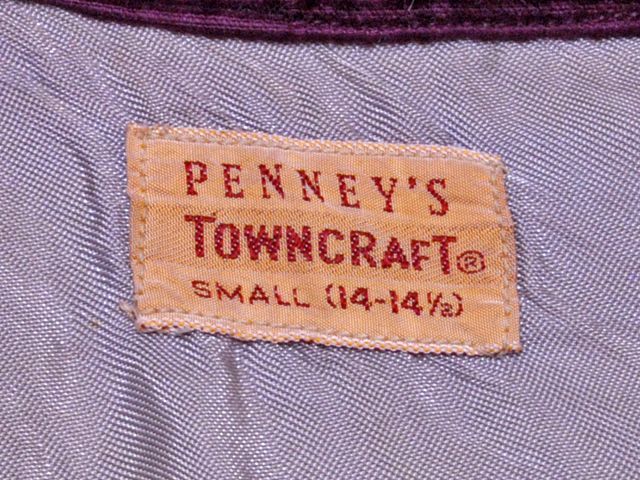 PENNEY'S
TOWNCRAFT®
SMALL (14-14½)